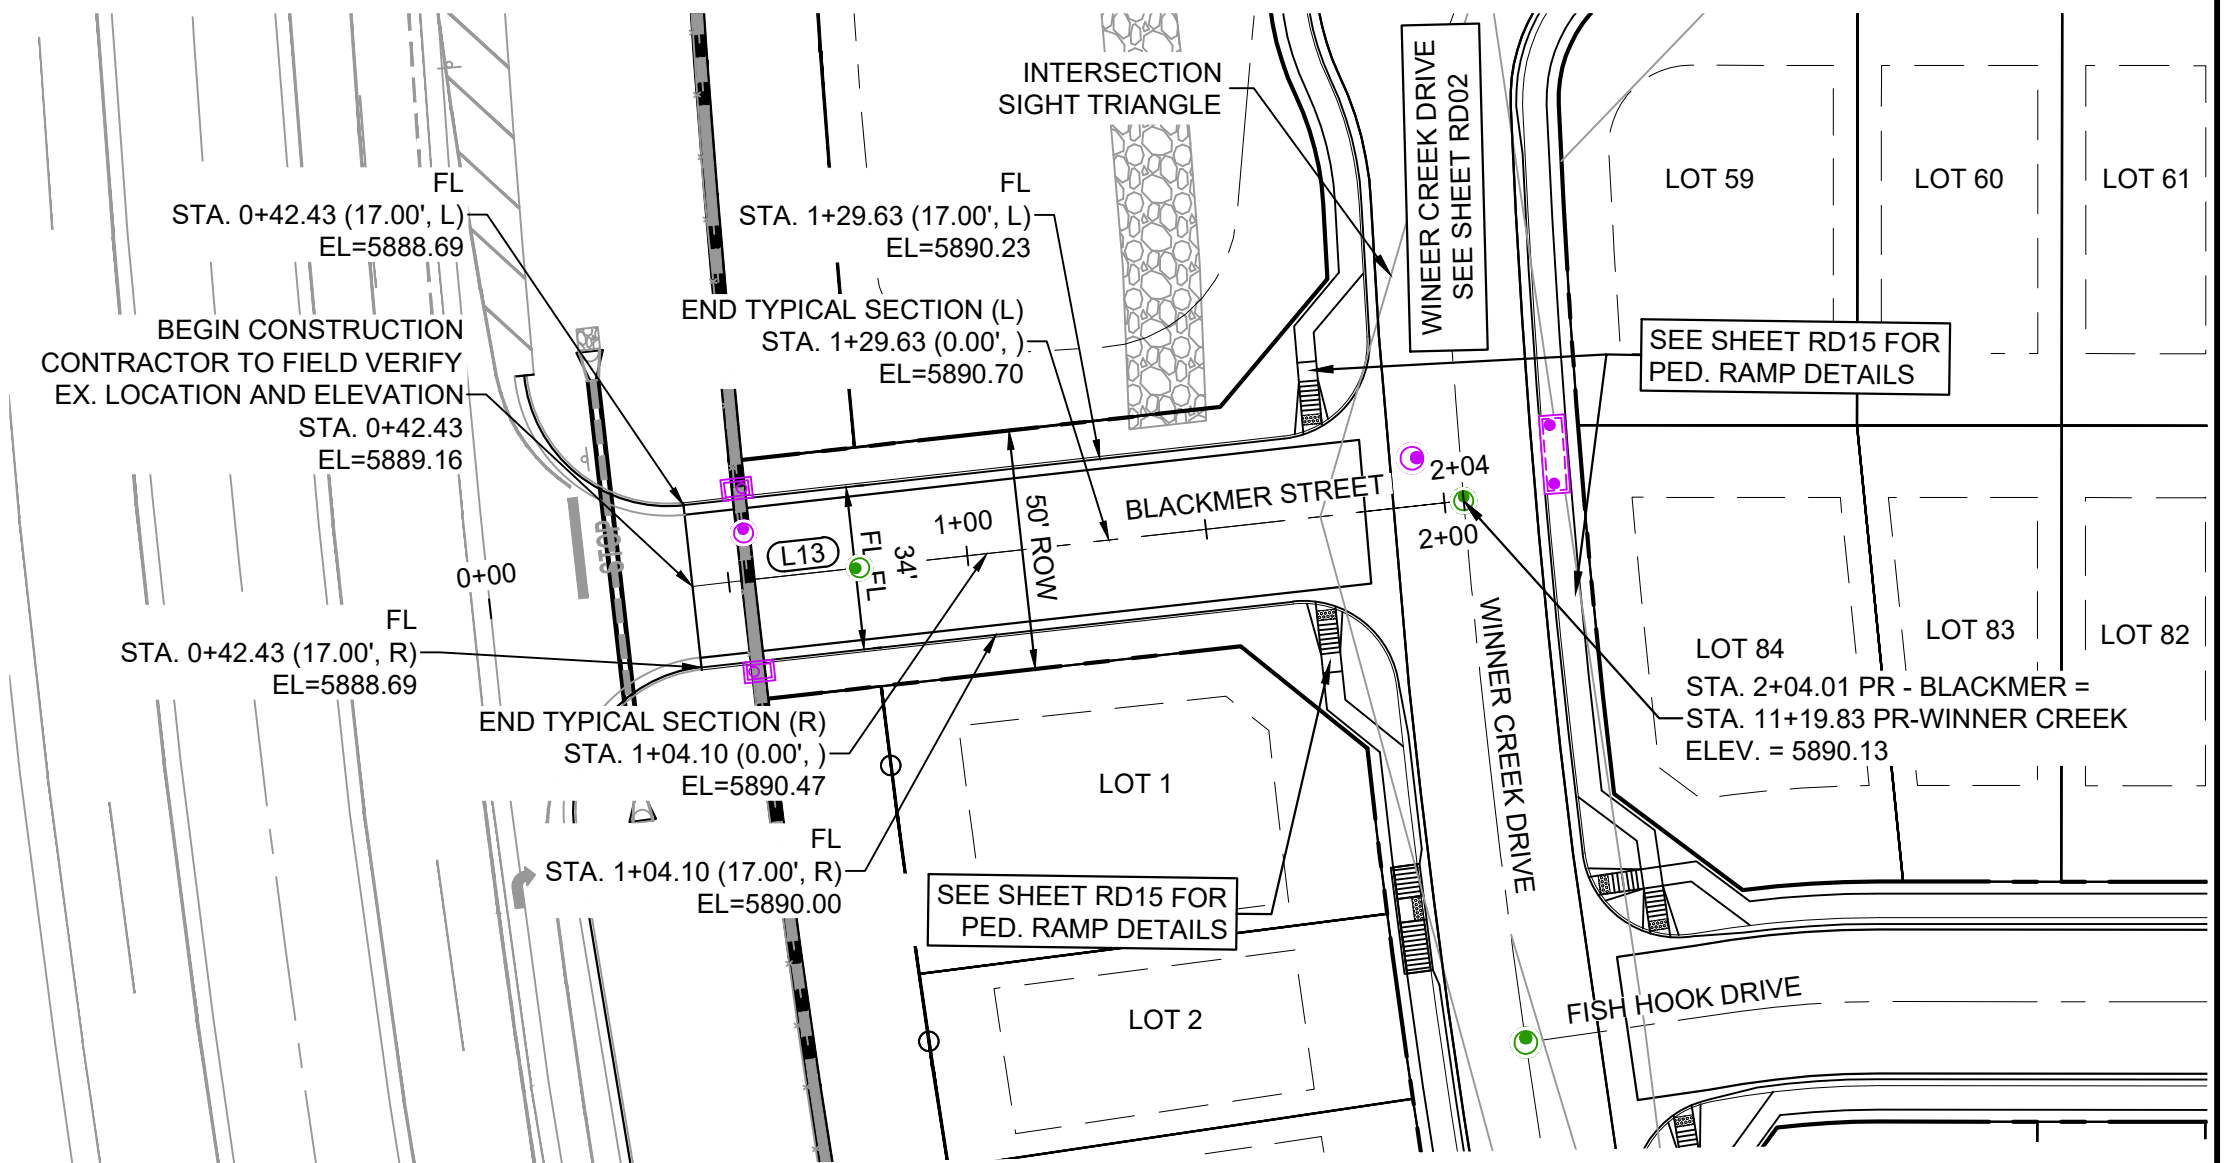 INTERSECTION
SIGHT TRIANGLE
WINEER CREEK DRIVE
SEE SHEET RD02
LOT 59
LOT 60
LOT 61
FL
STA. 0+42.43 (17.00', L)
EL=5888.69
FL
STA. 1+29.63 (17.00', L)
EL=5890.23
END TYPICAL SECTION (L)
STA. 1+29.63 (0.00', )
EL=5890.70
BEGIN CONSTRUCTION
CONTRACTOR TO FIELD VERIFY
EX. LOCATION AND ELEVATION
STA. 0+42.43
EL=5889.16
SEE SHEET RD15 FOR
PED. RAMP DETAILS
STOP
0+00
L13
1+00
FL
FL
34'
50' ROW
BLACKMER STREET
2+04
2+00
FL
STA. 0+42.43 (17.00', R)
EL=5888.69
WINNER CREEK DRIVE
LOT 84
LOT 83
LOT 82
STA. 2+04.01 PR - BLACKMER =
STA. 11+19.83 PR-WINNER CREEK
ELEV. = 5890.13
END TYPICAL SECTION (R)
STA. 1+04.10 (0.00', )
EL=5890.47
LOT 1
FL
STA. 1+04.10 (17.00', R)
EL=5890.00
SEE SHEET RD15 FOR
PED. RAMP DETAILS
LOT 2
FISH HOOK DRIVE